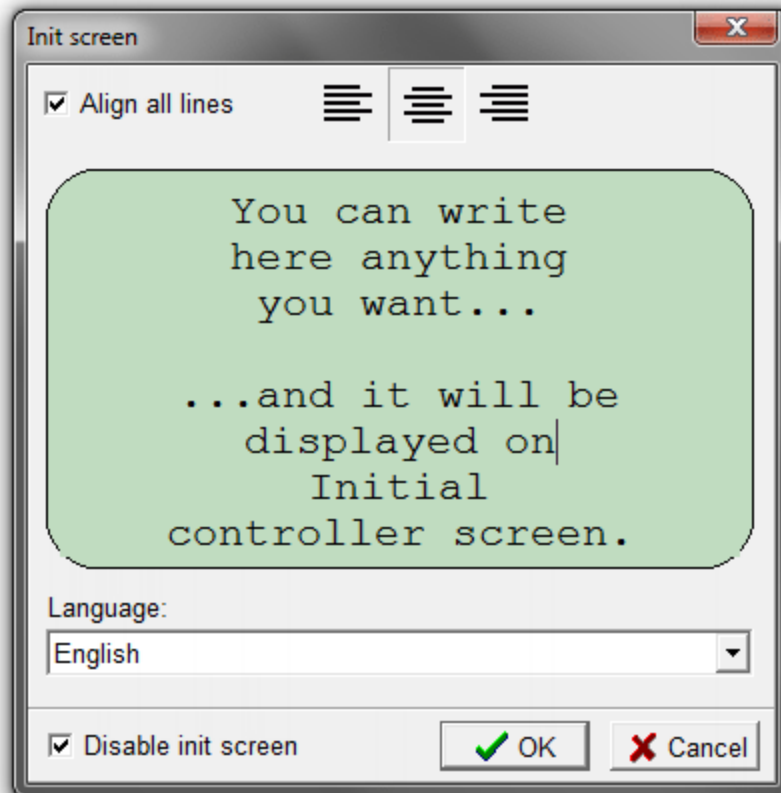 Init screen
Align all lines
You can write
here anything
you want...
...and it will be
displayed on
Initial
controller screen.
Language:
English
Disable init screen
OK
Cancel